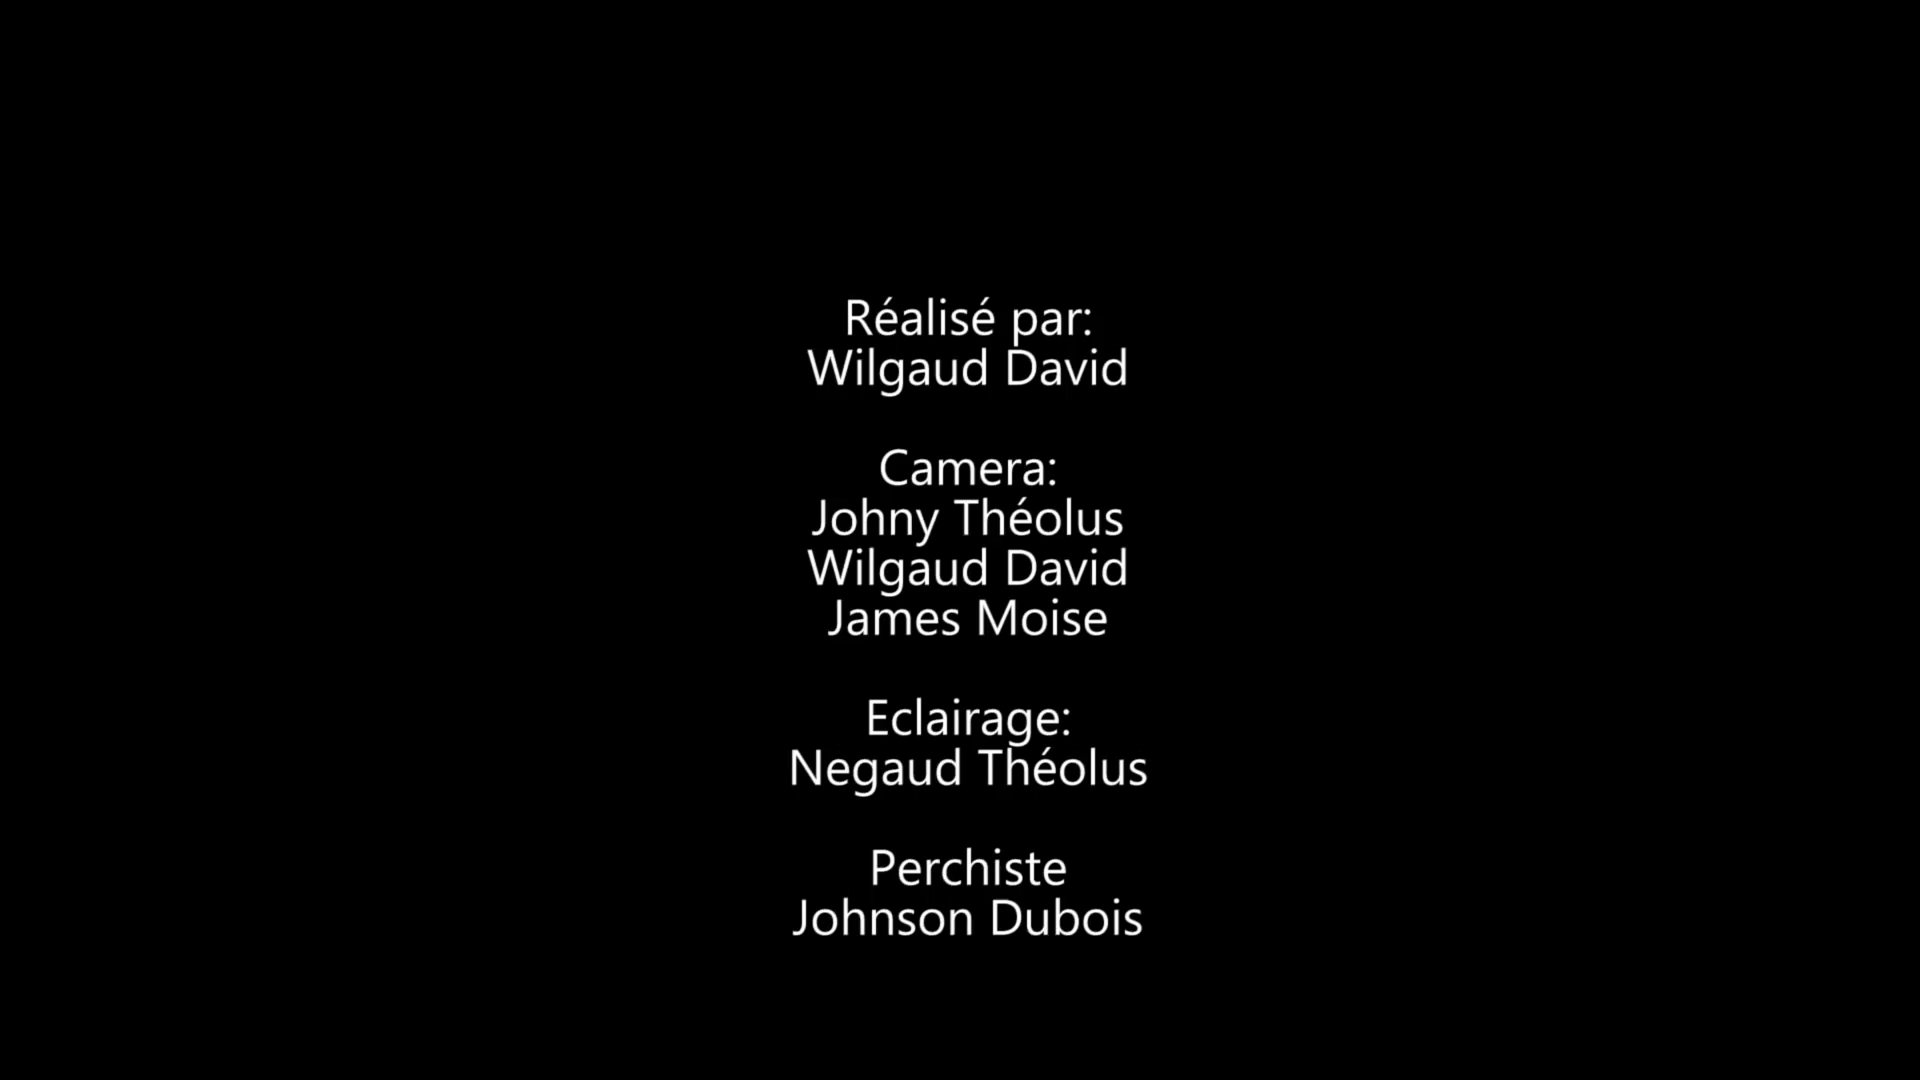 Réalisé par:
Wilgaud David
Camera:
Johny Théolus
Wilgaud David
James Moise
Eclairage:
Negaud Théolus
Perchiste
Johnson Dubois